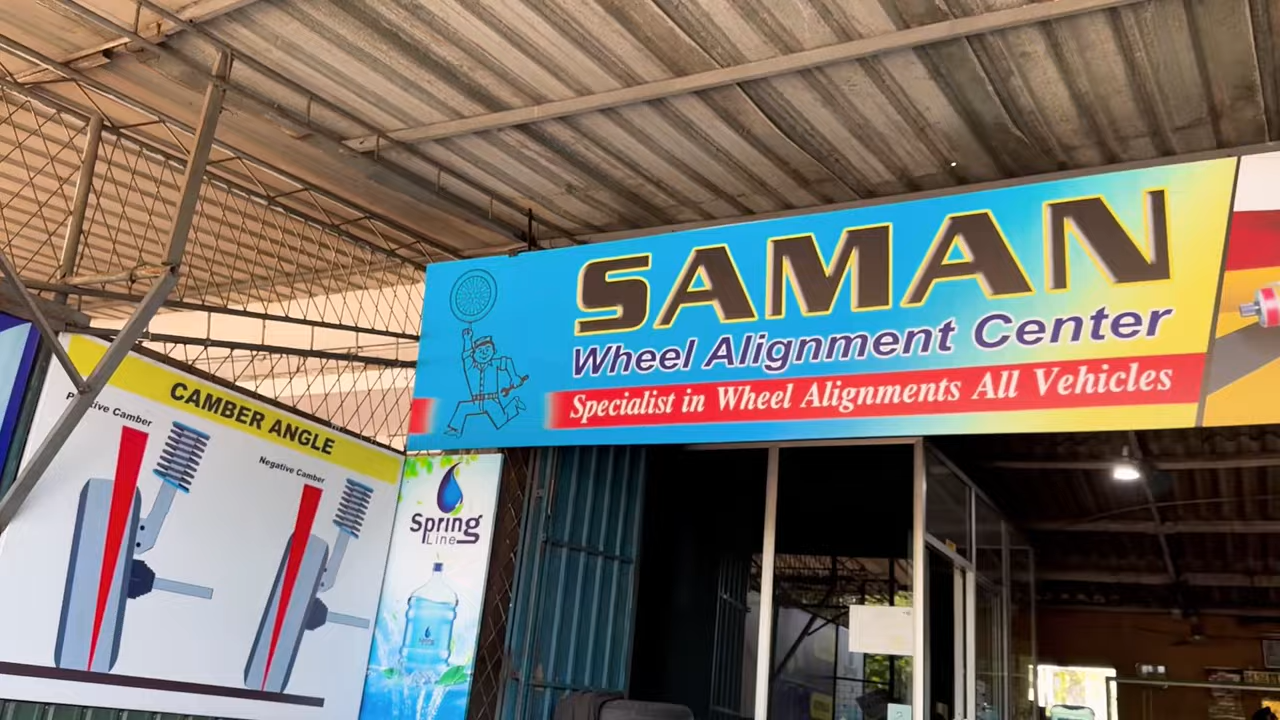 SAMAN
Wheel Alignment Center
Specialist in Wheel Alignments All Vehicles
CAMBER ANGLE
Positive Camber
Negative Camber
Spring
Line